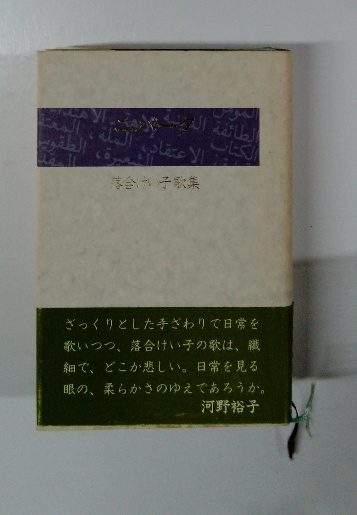 落合けい子歌集
ざっくりとした手ざわりで日常を
歌いつつ、落合けい子の歌は、繊
細で、どこか悲しい。日常を見る
眼の、柔らかさのゆえであろうか。
河野裕子